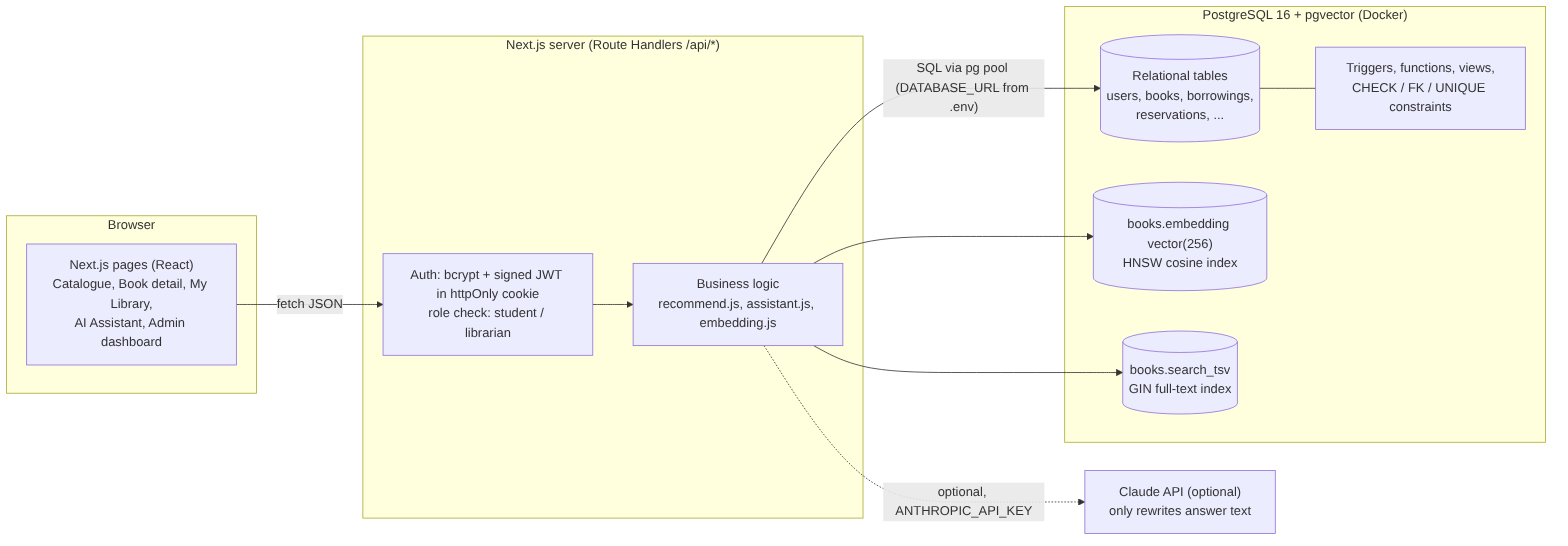 Browser
Next.js pages (React)
Catalogue, Book detail, My
Library,
AI Assistant, Admin
dashboard
fetch JSON
Next.js server (Route Handlers /api/*)
Auth: bcrypt + signed JWT
in httpOnly cookie
role check: student /
librarian
Business logic
recommend.js, assistant.js,
embedding.js
SQL via pg pool
(DATABASE_URL from
.env)
optional,
ANTHROPIC_API_KEY
PostgreSQL 16 + pgvector (Docker)
Relational tables
users, books, borrowings,
reservations, ...
Triggers, functions, views,
CHECK / FK / UNIQUE
constraints
books.embedding
vector(256)
HNSW cosine index
books.search_tsv
GIN full-text index
Claude API (optional)
only rewrites answer text